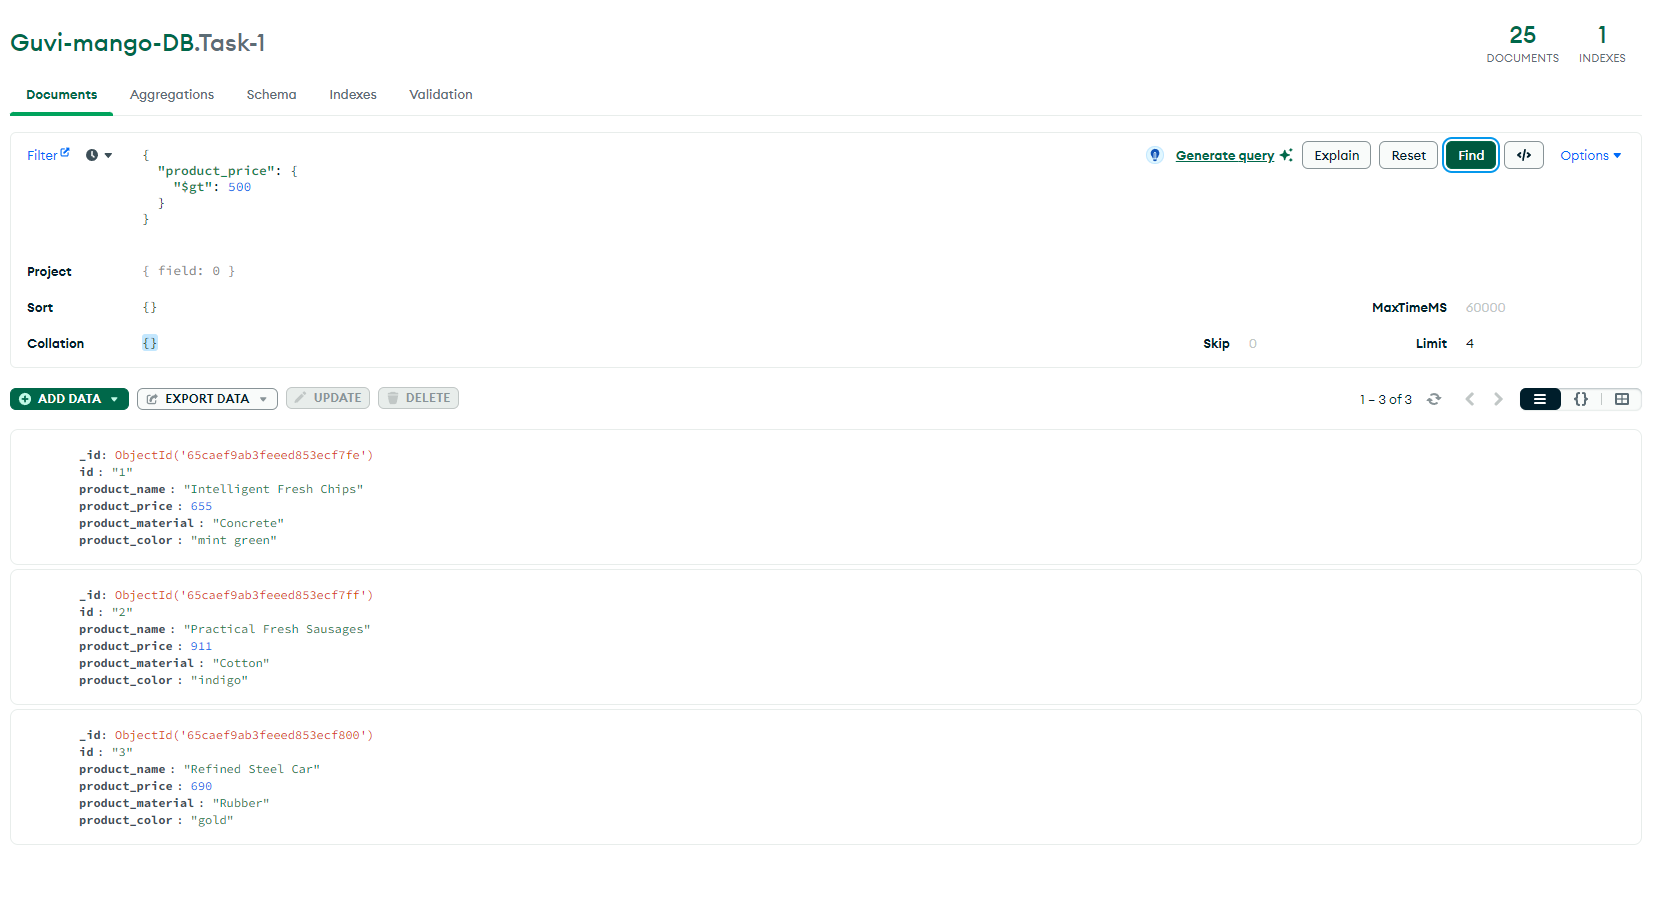 Guvi-mango-DB.Task-1
25
DOCUMENTS
1
INDEXES
Documents Aggregations Schema Indexes Validation
Filter
{
"product_price": {
"$gt": 500
}
}
Generate query Explain Reset Find </> Options
Project { field: 0 }
Sort {} MaxTimeMS 60000
Collation {} Skip 0 Limit 4
ADD DATA EXPORT DATA UPDATE DELETE 1 – 3 of 3 {}
_id: ObjectId('65caef9ab3feeed853ecf7fe')
id : "1"
product_name : "Intelligent Fresh Chips"
product_price : 655
product_material : "Concrete"
product_color : "mint green"
_id: ObjectId('65caef9ab3feeed853ecf7ff')
id : "2"
product_name : "Practical Fresh Sausages"
product_price : 911
product_material : "Cotton"
product_color : "indigo"
_id: ObjectId('65caef9ab3feeed853ecf800')
id : "3"
product_name : "Refined Steel Car"
product_price : 690
product_material : "Rubber"
product_color : "gold"